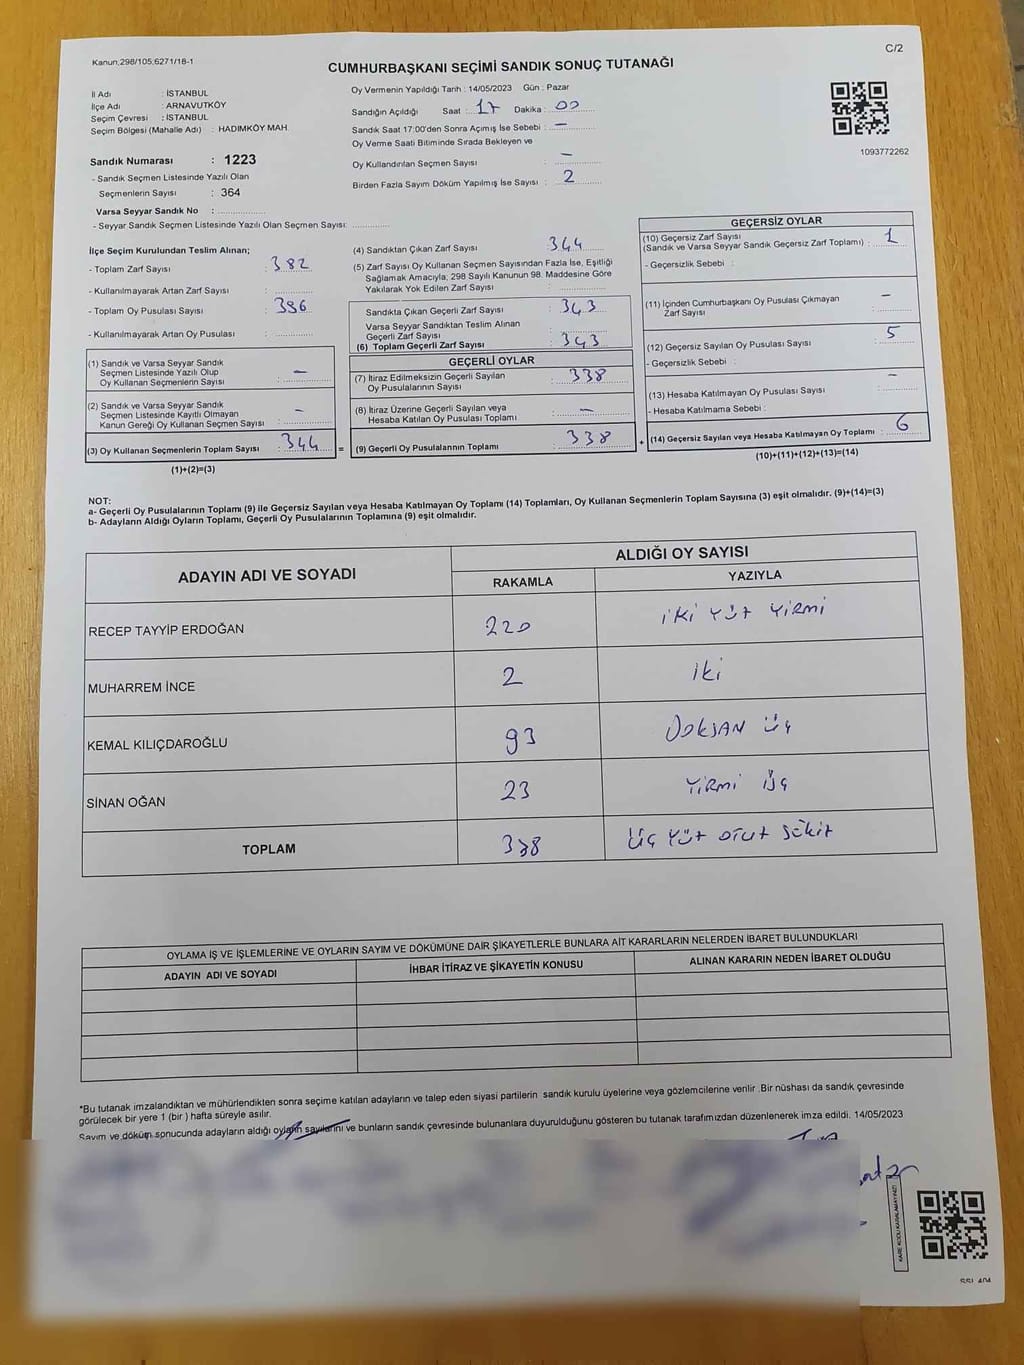 C/2
Kanun,298/105,6271/18-1
CUMHURBAŞKANI SEÇİMİ SANDIK SONUÇ TUTANAĞI
İl Adı : İSTANBUL
İlçe Adı : ARNAVUTKÖY
Seçim Çevresi : İSTANBUL
Seçim Bölgesi (Mahalle Adı) : HADIMKÖY MAH.
Sandık Numarası : 1223
- Sandık Seçmen Listesinde Yazılı Olan
Seçmenlerin Sayısı : 364
Varsa Seyyar Sandık No :
- Seyyar Sandık Seçmen Listesinde Yazılı Olan Seçmen Sayısı:
Oy Vermenin Yapıldığı Tarih : 14/05/2023 Gün : Pazar
Sandığın Açıldığı Saat : 17 Dakika : 00
Sandık Saat 17:00'den Sonra Açımış İse Sebebi : —
Oy Verme Saati Bitiminde Sırada Bekleyen ve
Oy Kullandırılan Seçmen Sayısı : —
Birden Fazla Sayım Döküm Yapılmış İse Sayısı : 2
1093772262
İlçe Seçim Kurulundan Teslim Alınan;
- Toplam Zarf Sayısı : 382
- Kullanılmayarak Artan Zarf Sayısı :
- Toplam Oy Pusulası Sayısı : 396
- Kullanılmayarak Artan Oy Pusulası :
(1) Sandık ve Varsa Seyyar Sandık
Seçmen Listesinde Yazılı Olup
Oy Kullanan Seçmenlerin Sayısı : —
(2) Sandık ve Varsa Seyyar Sandık
Seçmen Listesinde Kayıtlı Olmayan
Kanun Gereği Oy Kullanan Seçmen Sayısı : —
(3) Oy Kullanan Seçmenlerin Toplam Sayısı : 344
(1)+(2)=(3)
(4) Sandıktan Çıkan Zarf Sayısı 344
(5) Zarf Sayısı Oy Kullanan Seçmen Sayısından Fazla İse, Eşitliği
Sağlamak Amacıyla; 298 Sayılı Kanunun 98. Maddesine Göre
Yakılarak Yok Edilen Zarf Sayısı :
Sandıkta Çıkan Geçerli Zarf Sayısı : 343
Varsa Seyyar Sandıktan Teslim Alınan
Geçerli Zarf Sayısı :
(6) Toplam Geçerli Zarf Sayısı : 343
GEÇERLİ OYLAR
(7) İtiraz Edilmeksizin Geçerli Sayılan
Oy Pusulalarının Sayısı : 338
(8) İtiraz Üzerine Geçerli Sayılan veya
Hesaba Katılan Oy Pusulası Toplamı : —
= (9) Geçerli Oy Pusulalarının Toplamı : 338
GEÇERSİZ OYLAR
(10) Geçersiz Zarf Sayısı
(Sandık ve Varsa Seyyar Sandık Geçersiz Zarf Toplamı) : 1
- Geçersizlik Sebebi :
(11) İçinden Cumhurbaşkanı Oy Pusulası Çıkmayan
Zarf Sayısı : —
(12) Geçersiz Sayılan Oy Pusulası Sayısı : 5
- Geçersizlik Sebebi :
(13) Hesaba Katılmayan Oy Pusulası Sayısı : —
- Hesaba Katılmama Sebebi :
+ (14) Geçersiz Sayılan veya Hesaba Katılmayan Oy Toplamı : 6
(10)+(11)+(12)+(13)=(14)
NOT:
a- Geçerli Oy Pusulalarının Toplamı (9) ile Geçersiz Sayılan veya Hesaba Katılmayan Oy Toplamı (14) Toplamları, Oy Kullanan Seçmenlerin Toplam Sayısına (3) eşit olmalıdır. (9)+(14)=(3)
b- Adayların Aldığı Oyların Toplamı, Geçerli Oy Pusulalarının Toplamına (9) eşit olmalıdır.
ADAYIN ADI VE SOYADI ALDIĞI OY SAYISI
RAKAMLA YAZIYLA
RECEP TAYYİP ERDOĞAN 220 iki yüz yirmi
MUHARREM İNCE 2 iki
KEMAL KILIÇDAROĞLU 93 Doksan üç
SİNAN OĞAN 23 Yirmi üç
TOPLAM 338 Üç yüz otuz sekiz
OYLAMA İŞ VE İŞLEMLERİNE VE OYLARIN SAYIM VE DÖKÜMÜNE DAİR ŞİKAYETLERLE BUNLARA AİT KARARLARIN NELERDEN İBARET BULUNDUKLARI
ADAYIN ADI VE SOYADI İHBAR İTİRAZ VE ŞİKAYETİN KONUSU ALINAN KARARIN NEDEN İBARET OLDUĞU
*Bu tutanak imzalandıktan ve mühürlendikten sonra seçime katılan adayların ve talep eden siyasi partilerin sandık kurulu üyelerine veya gözlemcilerine verilir .Bir nüshası da sandık çevresinde
görülecek bir yere 1 (bir ) hafta süreyle asılır.
Sayım ve döküm sonucunda adayların aldığı oyların sayılarını ve bunların sandık çevresinde bulunanlara duyurulduğunu gösteren bu tutanak tarafımızdan düzenlenerek imza edildi. 14/05/2023
KARE KODU KARALAMAYINIZ!